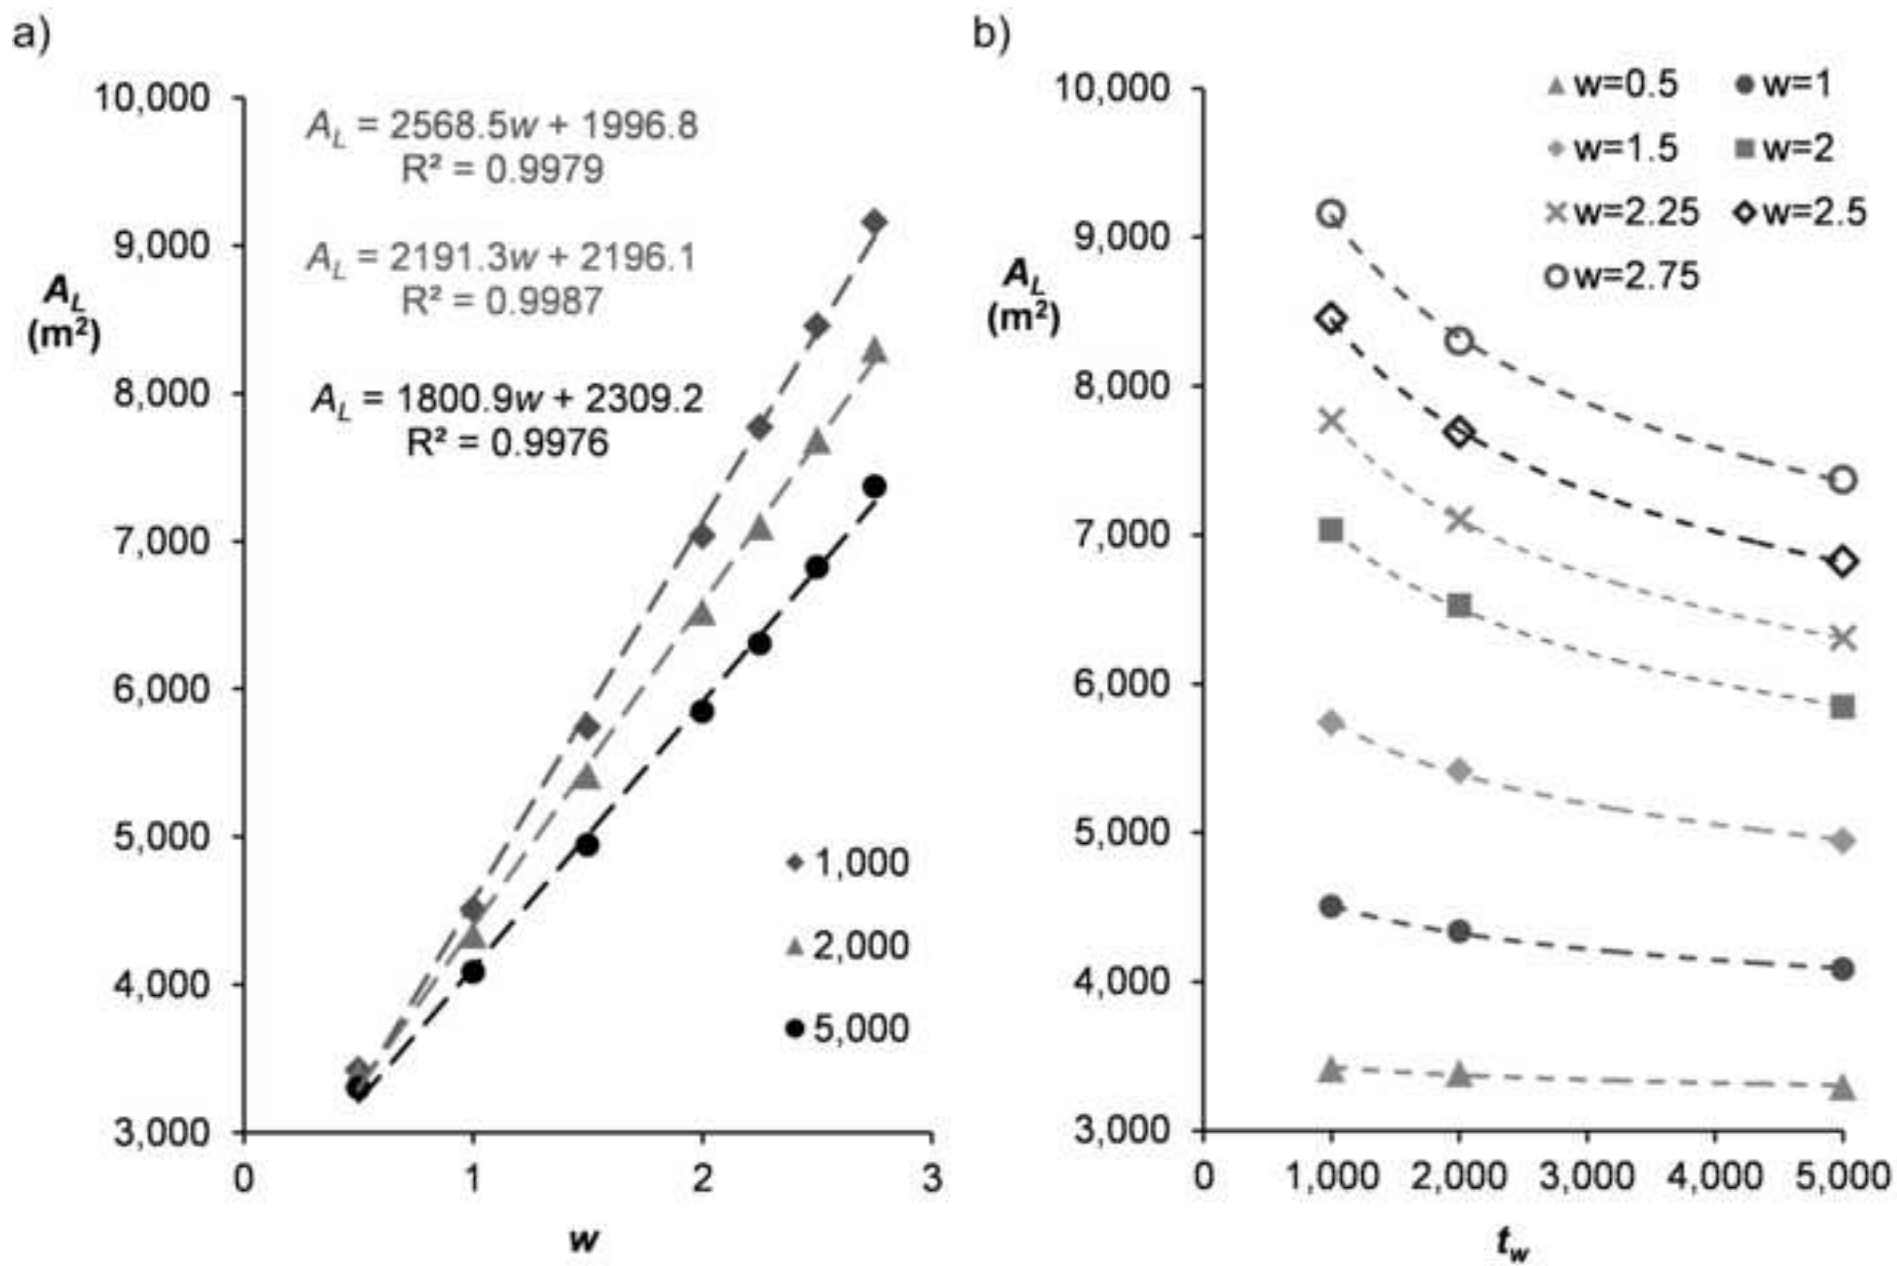 a)
10,000
9,000
8,000
7,000
6,000
5,000
4,000
3,000
A_L
(m²)
A_L = 2568.5w + 1996.8
R² = 0.9979
A_L = 2191.3w + 2196.1
R² = 0.9987
A_L = 1800.9w + 2309.2
R² = 0.9976
1,000
2,000
5,000
0 1 2 3
w
b)
10,000
9,000
8,000
7,000
6,000
5,000
4,000
3,000
A_L
(m²)
w=0.5 w=1
w=1.5 w=2
w=2.25 w=2.5
w=2.75
0 1,000 2,000 3,000 4,000 5,000
t_w